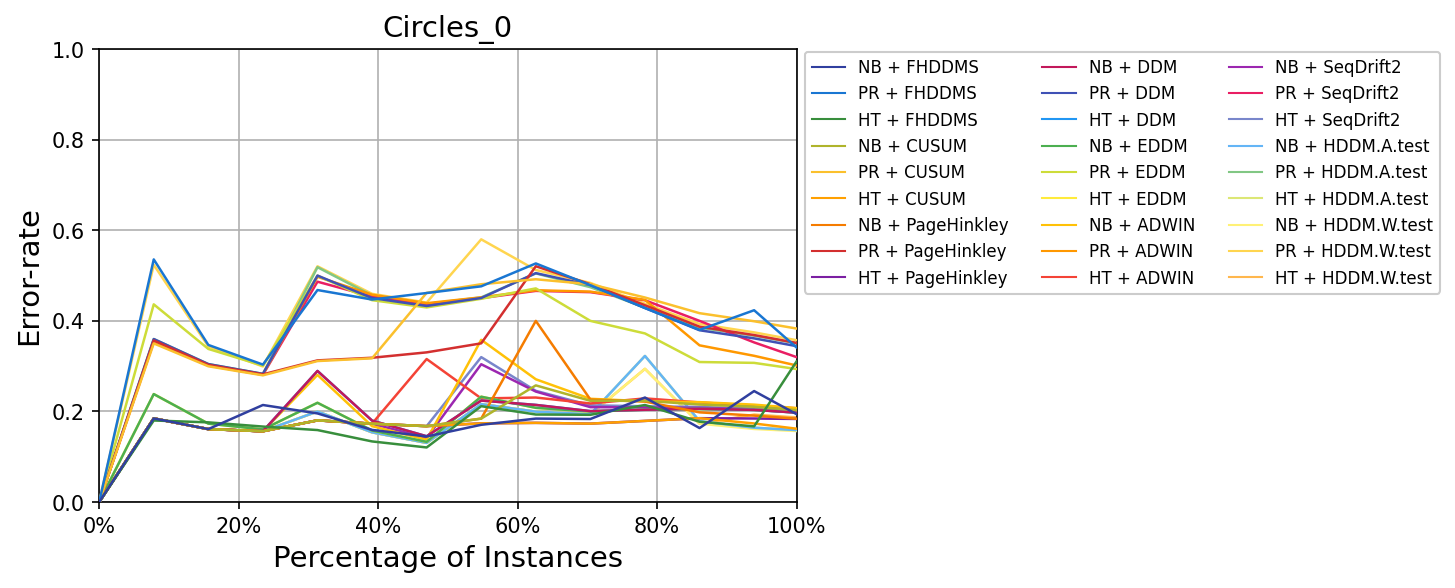 Circles_0
1.0
0.8
0.6
0.4
0.2
0.0
Error-rate
0%
20%
40%
60%
80%
100%
Percentage of Instances
NB + FHDDMS
PR + FHDDMS
HT + FHDDMS
NB + CUSUM
PR + CUSUM
HT + CUSUM
NB + PageHinkley
PR + PageHinkley
HT + PageHinkley
NB + DDM
PR + DDM
HT + DDM
NB + EDDM
PR + EDDM
HT + EDDM
NB + ADWIN
PR + ADWIN
HT + ADWIN
NB + SeqDrift2
PR + SeqDrift2
HT + SeqDrift2
NB + HDDM.A.test
PR + HDDM.A.test
HT + HDDM.A.test
NB + HDDM.W.test
PR + HDDM.W.test
HT + HDDM.W.test